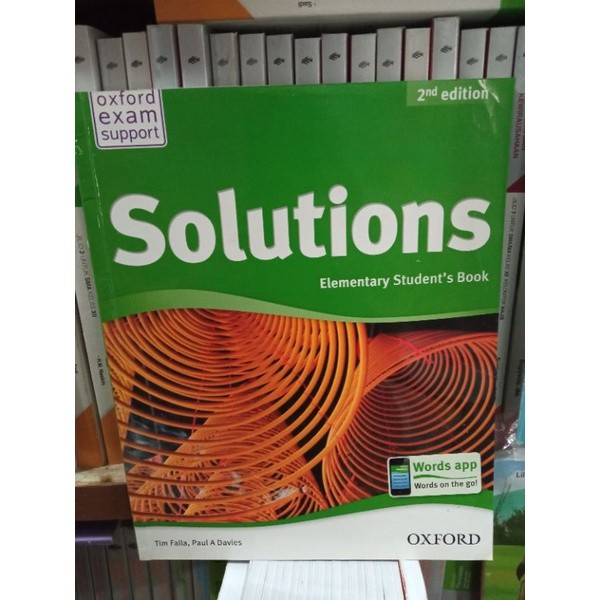 oxford
exam
support
2nd edition
Solutions
Elementary Student's Book
Words app
Words on the go!
Tim Falla, Paul A Davies
OXFORD